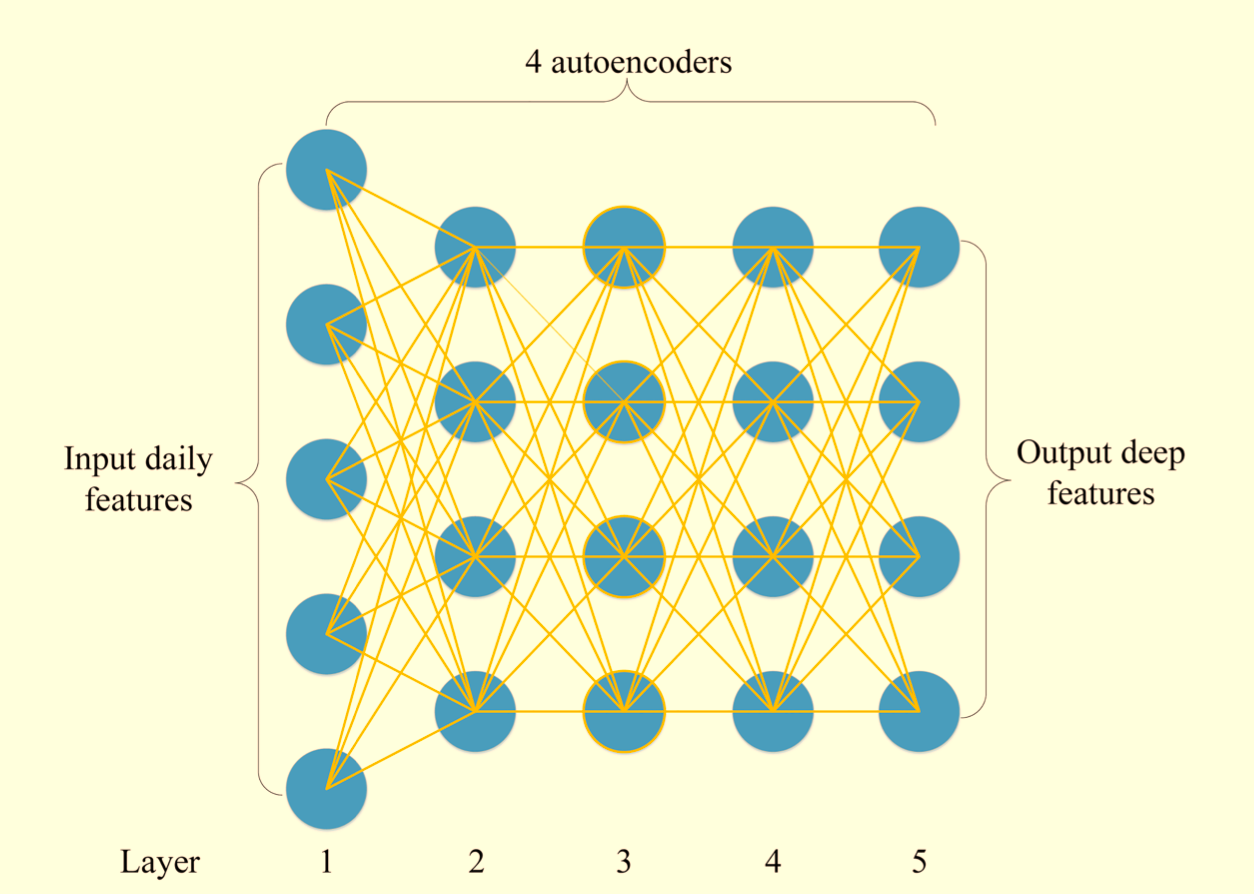 4 autoencoders
Input daily
features
Output deep
features
Layer 1 2 3 4 5